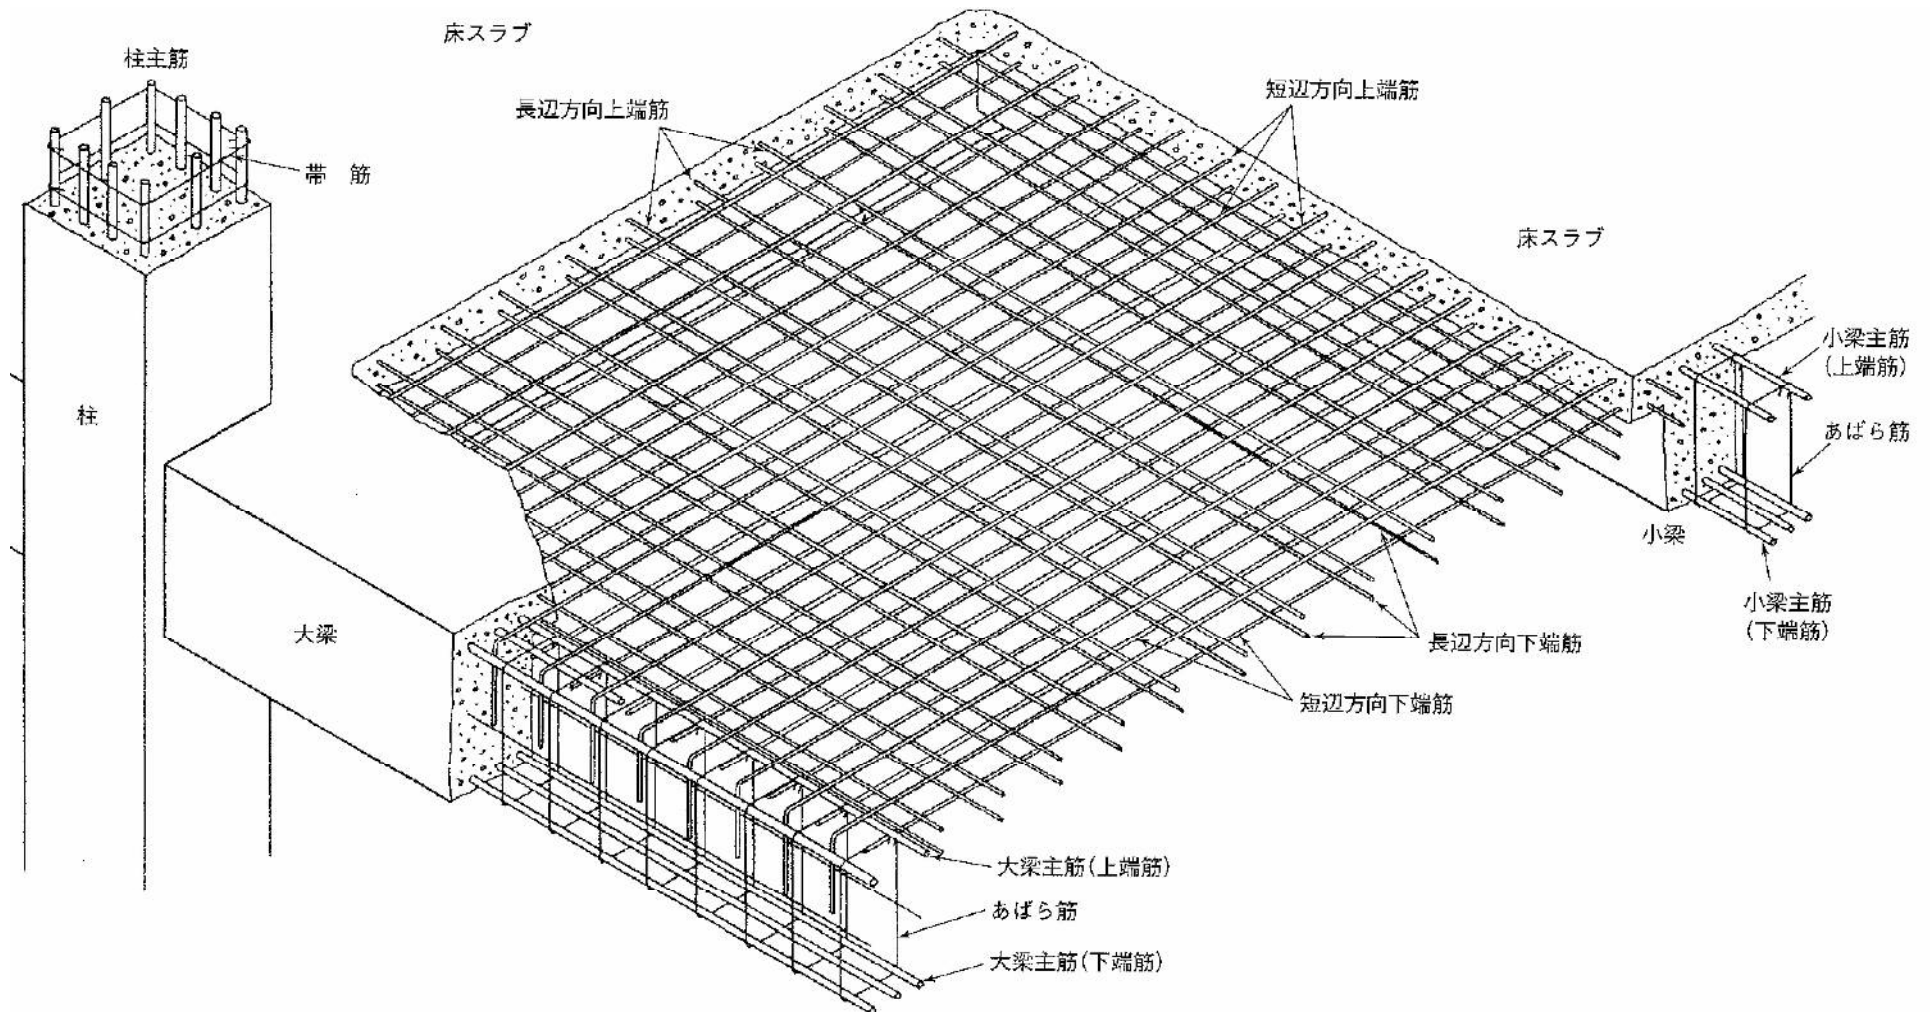 床スラブ
柱主筋
長辺方向上端筋
短辺方向上端筋
帯 筋
床スラブ
小梁主筋
(上端筋)
柱
あばら筋
小梁
大梁
小梁主筋
(下端筋)
長辺方向下端筋
短辺方向下端筋
大梁主筋(上端筋)
あばら筋
大梁主筋(下端筋)